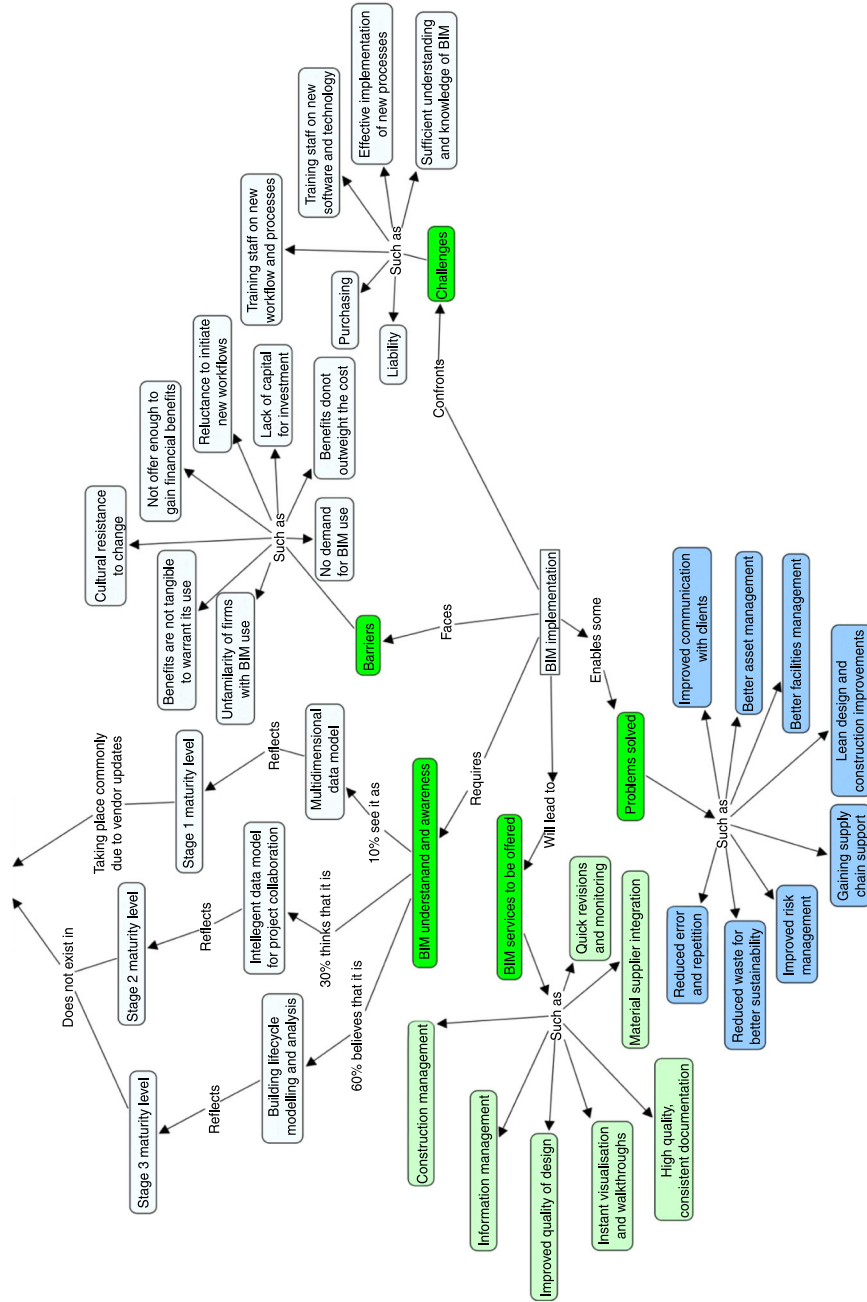 Taking place commonly
due to vendor updates
Does not exist in
Stage 1 maturity level
Stage 2 maturity level
Stage 3 maturity level
Reflects
Reflects
Reflects
Multidimensional
data model
Intellegent data model
for project collaboration
Building lifecycle
modelling and analysis
10% see it as
30% thinks that it is
60% believes that it is
BIM understand and awareness
Requires
Cultural resistance
to change
Not offer enough to
gain financial benefits
Reluctance to initiate
new workflows
Lack of capital
for investment
Benefits donot
outweight the cost
No demand
for BIM use
Unfamilarity of firms
with BIM use
Benefits are not tangible
to warrant its use
Such as
Barriers
Faces
Training staff on new
workflow and processes
Training staff on new
software and technology
Effective implementation
of new processes
Sufficient understanding
and knowledge of BIM
Purchasing
Liability
Such as
Challenges
Confronts
BIM implementation
Will lead to
BIM services to be offered
Such as
Construction management
Information management
Improved quality of design
Instant visualisation
and walkthroughs
High quality,
consistent documentation
Material supplier integration
Quick revisions
and monitoring
Enables some
Problems solved
Such as
Reduced error
and repetition
Reduced waste for
better sustainability
Improved risk
management
Gaining supply
chain support
Lean design and
construction improvements
Better facilities management
Better asset management
Improved communication
with clients